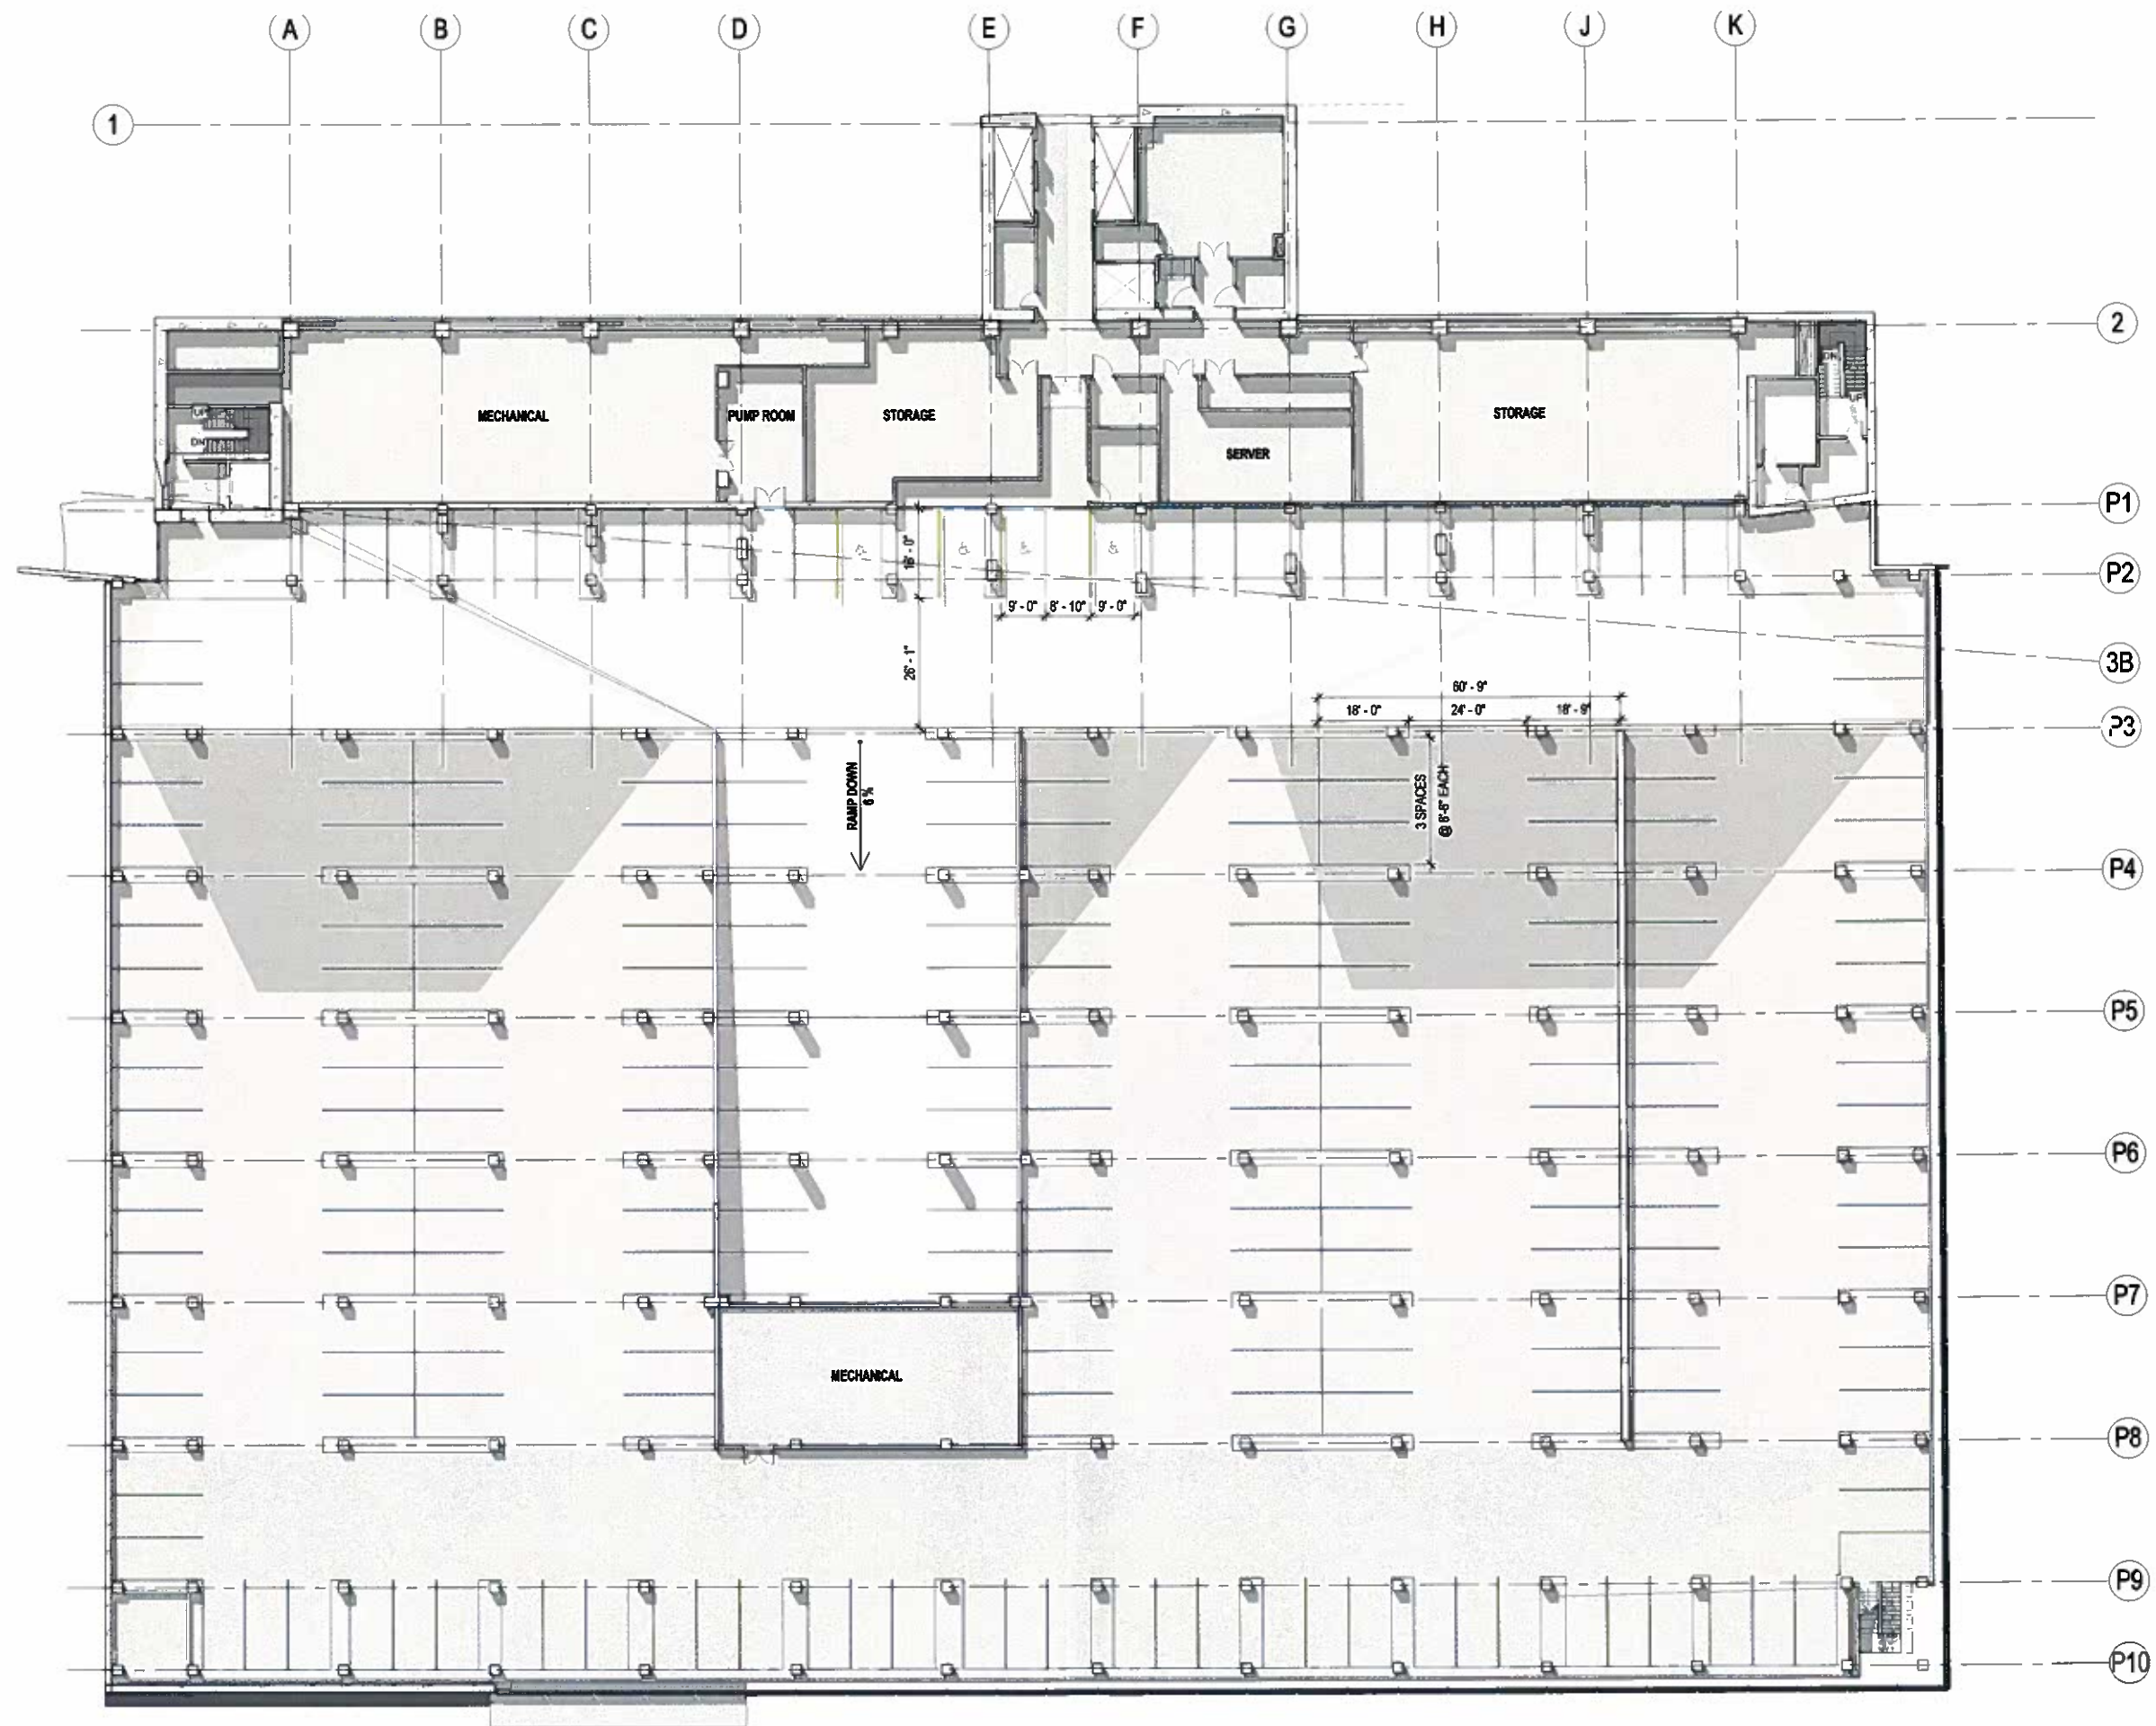 A B C D E F G H J K
1
2
DN
UP
MECHANICAL
PUMP ROOM
STORAGE
STORAGE
UP
DN
SERVER
P1
18' - 0"
P2
9' - 0" 8' - 10" 9' - 0"
26' - 1"
3B
60' - 9"
18' - 0" 24' - 0" 18' - 9"
P3
RAMP DOWN
6 %
3 SPACES
@ 8'-6" EACH
P4
P5
P6
P7
MECHANICAL
P8
P9
P10